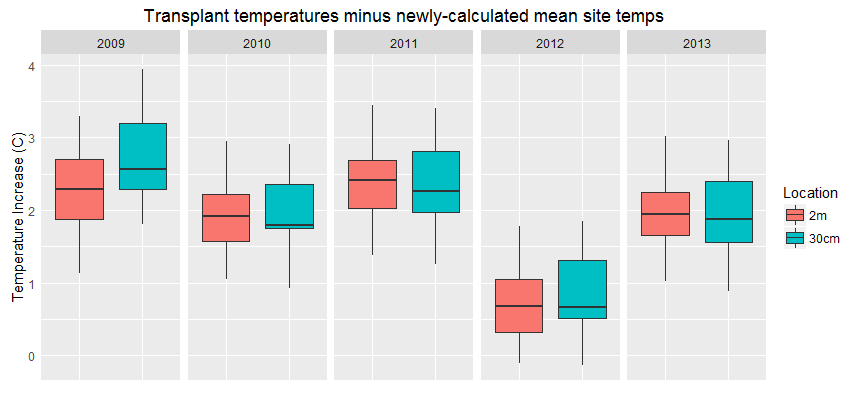 Transplant temperatures minus newly-calculated mean site temps
2009 2010 2011 2012 2013
Temperature Increase (C)
4
3
2
1
0
Location
2m
30cm